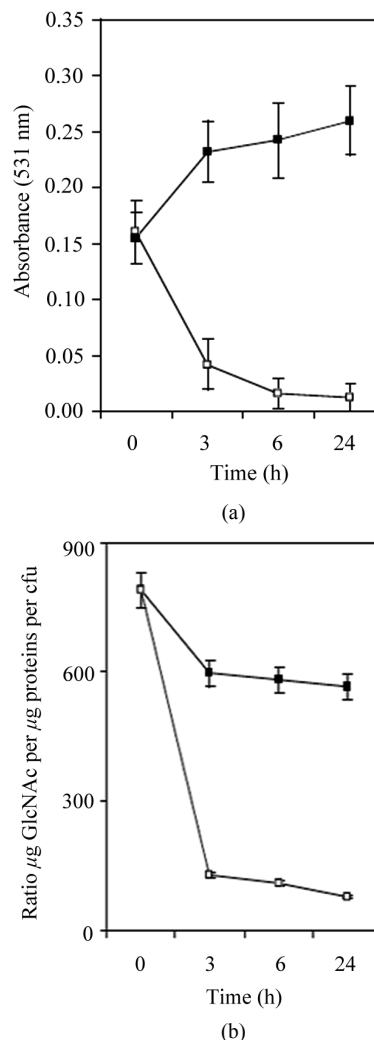 0.35
0.30
0.25
0.20
0.15
0.10
0.05
0.00
Absorbance (531 nm)
0 3 6 24
Time (h)
(a)
900
600
300
0
Ratio µg GlcNAc per µg proteins per cfu
0 3 6 24
Time (h)
(b)